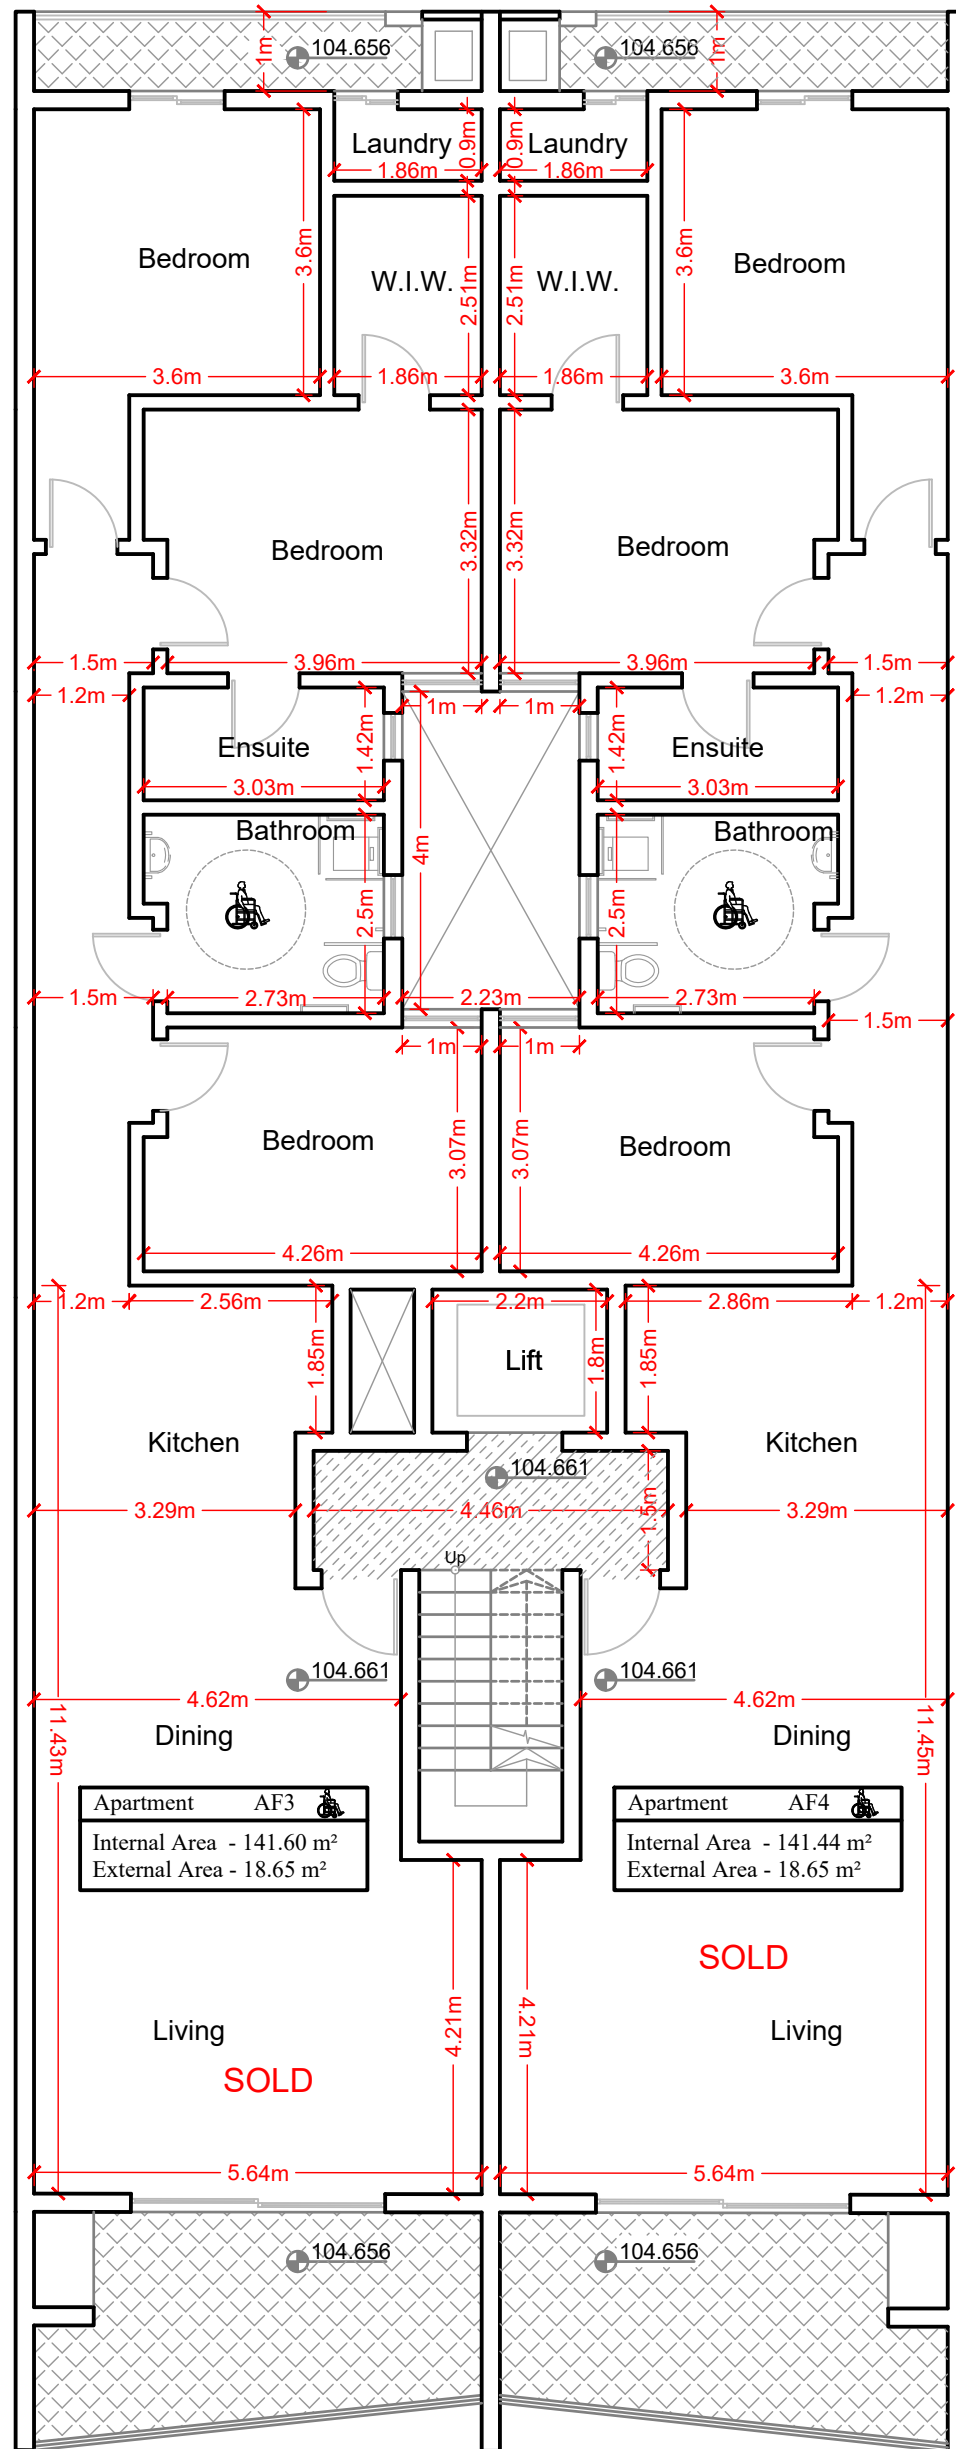 1m 104.656 104.656 1m
Laundry 0.9m 0.9m Laundry
1.86m 1.86m
Bedroom 3.6m W.I.W. 2.51m 2.51m W.I.W. 3.6m Bedroom
3.6m 1.86m 1.86m 3.6m
Bedroom 3.32m 3.32m Bedroom
1.5m 3.96m 3.96m 1.5m
1.2m 1m 1m 1.2m
Ensuite 1.42m 1.42m Ensuite
3.03m 3.03m
Bathroom 4m Bathroom
2.5m 2.5m
1.5m 2.73m 2.23m 2.73m 1.5m
1m 1m
Bedroom 3.07m 3.07m Bedroom
4.26m 4.26m
1.2m 2.56m 2.2m 2.86m 1.2m
1.85m Lift 1.8m 1.85m
Kitchen Kitchen
104.661
3.29m 4.46m 1.5m 3.29m
Up
104.661 104.661
4.62m 4.62m
11.43m 11.45m
Dining Dining
Apartment AF3
Internal Area - 141.60 m²
External Area - 18.65 m²
Apartment AF4
Internal Area - 141.44 m²
External Area - 18.65 m²
SOLD
Living 4.21m 4.21m Living
SOLD
5.64m 5.64m
104.656 104.656